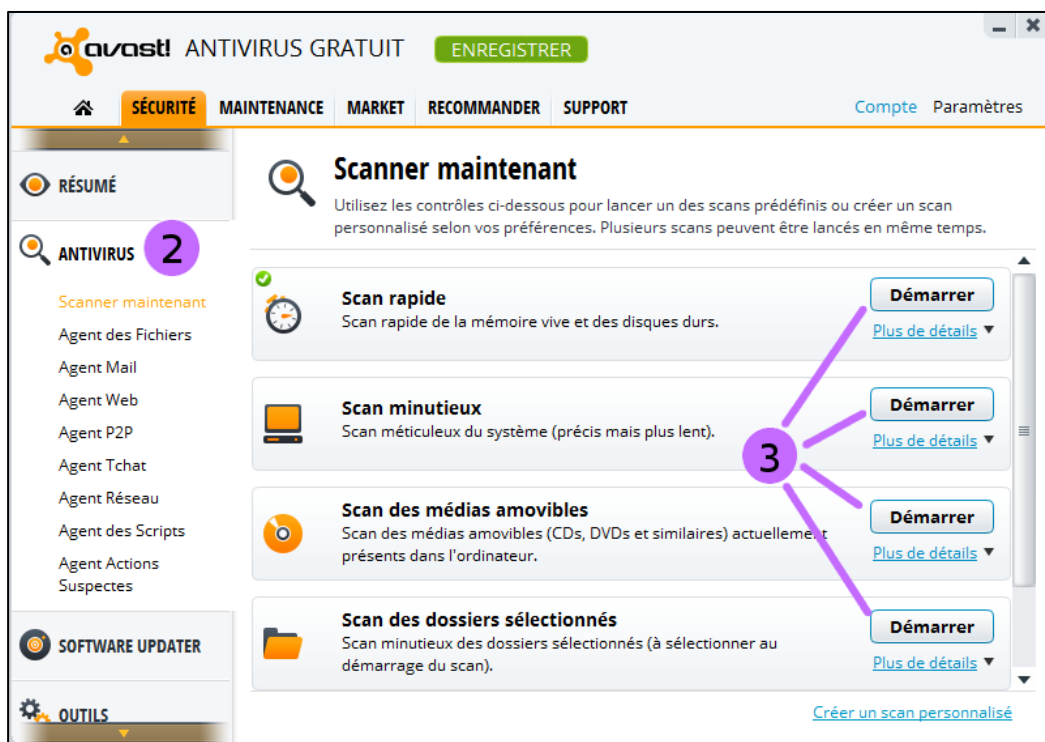 avast! ANTIVIRUS GRATUIT ENREGISTRER
SÉCURITÉ MAINTENANCE MARKET RECOMMANDER SUPPORT Compte Paramètres
RÉSUMÉ
ANTIVIRUS 2
Scanner maintenant
Agent des Fichiers
Agent Mail
Agent Web
Agent P2P
Agent Tchat
Agent Réseau
Agent des Scripts
Agent Actions
Suspectes
SOFTWARE UPDATER
OUTILS
Scanner maintenant
Utilisez les contrôles ci-dessous pour lancer un des scans prédéfinis ou créer un scan
personnalisé selon vos préférences. Plusieurs scans peuvent être lancés en même temps.
Scan rapide
Scan rapide de la mémoire vive et des disques durs.
Démarrer
Plus de détails
Scan minutieux
Scan méticuleux du système (précis mais plus lent).
Démarrer
Plus de détails
3
Scan des médias amovibles
Scan des médias amovibles (CDs, DVDs et similaires) actuellement
présents dans l'ordinateur.
Démarrer
Plus de détails
Scan des dossiers sélectionnés
Scan minutieux des dossiers sélectionnés (à sélectionner au
démarrage du scan).
Démarrer
Plus de détails
Créer un scan personnalisé